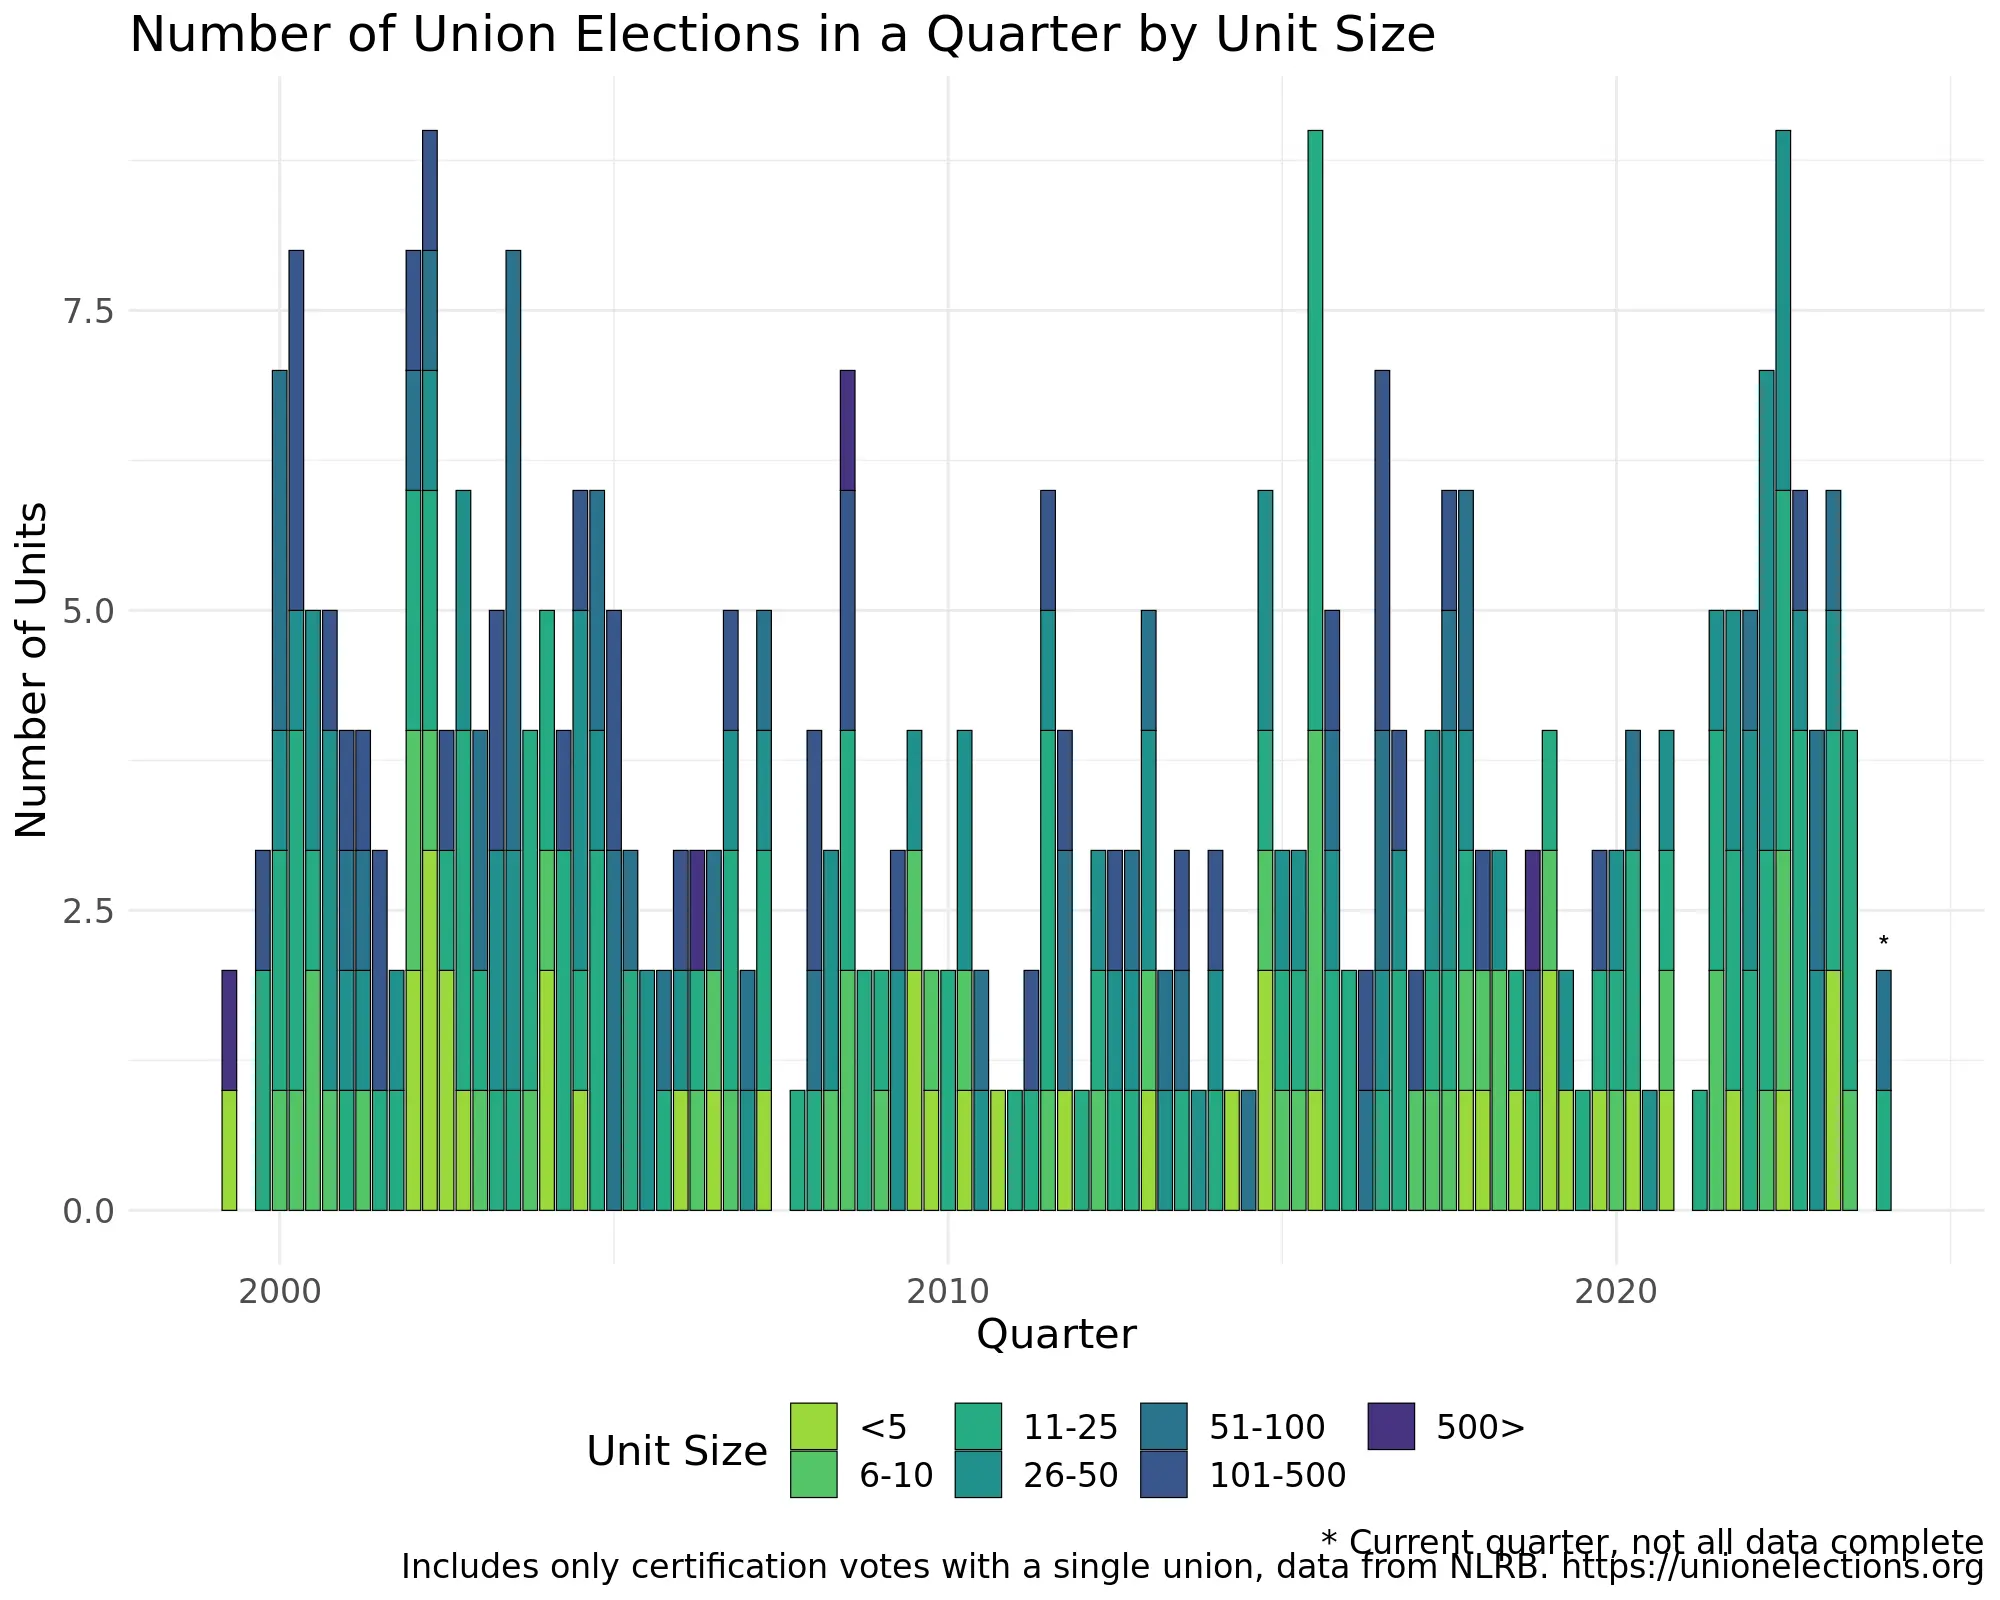 Number of Union Elections in a Quarter by Unit Size
Number of Units
7.5
5.0
2.5
0.0
*
2000 2010 2020
Quarter
Unit Size
<5 11-25 51-100 500>
6-10 26-50 101-500
* Current quarter, not all data complete
Includes only certification votes with a single union, data from NLRB. https://unionelections.org